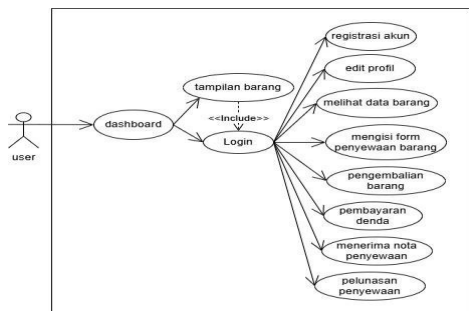 registrasi akun
edit profil
tampilan barang
melihat data barang
<<Include>>
dashboard
Login
mengisi form
penyewaan barang
user
pengembalian
barang
pembayaran
denda
menerima nota
penyewaan
pelunasan
penyewaan